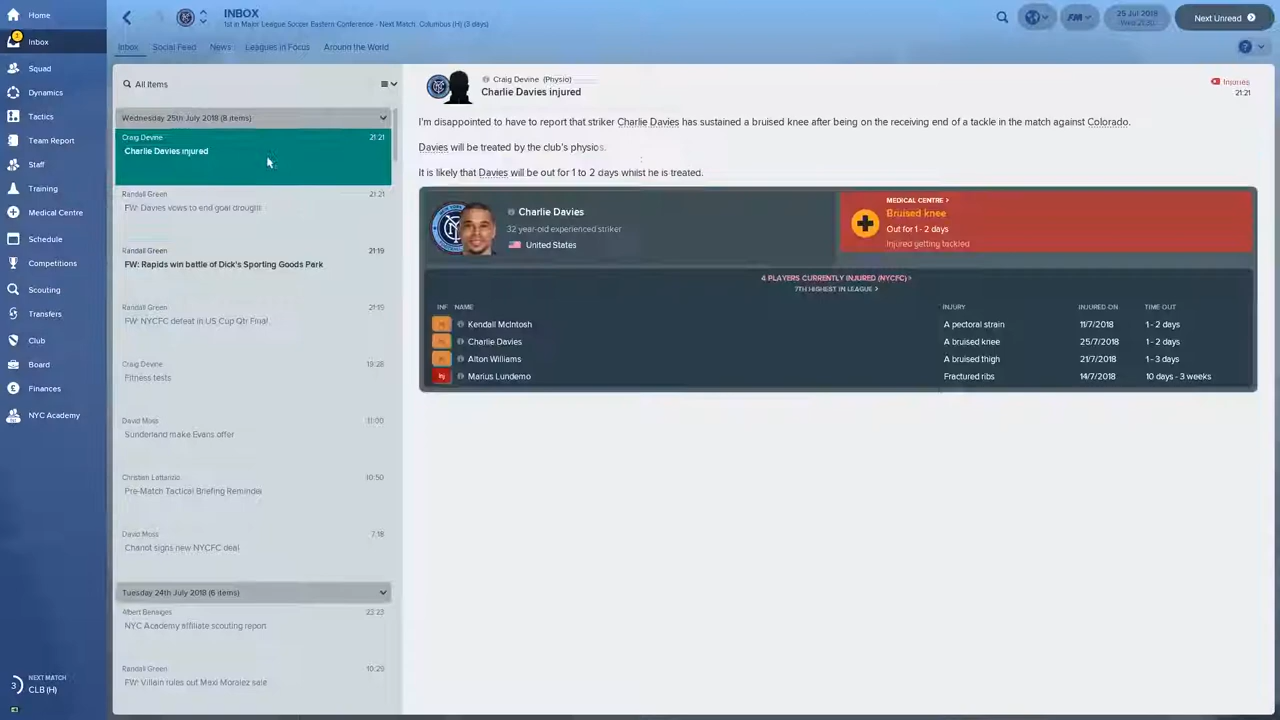 Home
3
Inbox
Squad
Dynamics
Tactics
Team Report
Staff
Training
Medical Centre
Schedule
Competitions
Scouting
Transfers
Club
Board
Finances
NYC Academy
3
NEXT MATCH
CLB (H)
INBOX
1st in Major League Soccer Eastern Conference - Next Match: Columbus (H) (3 days)
FM
25 Jul 2018
Wed 21:30
Next Unread
?
Inbox
Social Feed
News
Leagues in Focus
Around the World
All Items
Wednesday 25th July 2018 (8 items)
Craig Devine 21:21
Charlie Davies injured
Randall Green 21:21
FW: Davies vows to end goal drought
Randall Green 21:19
FW: Rapids win battle of Dick's Sporting Goods Park
Randall Green 21:19
FW: NYCFC defeat in US Cup Qtr Final
Craig Devine 19:28
Fitness tests
David Moss 11:00
Sunderland make Evans offer
Christian Lattanzio 10:50
Pre-Match Tactical Briefing Reminder
David Moss 7:18
Chanot signs new NYCFC deal
Tuesday 24th July 2018 (6 items)
Albert Benaiges 23:23
NYC Academy affiliate scouting report
Randall Green 10:26
FW: Villain rules out Maxi Moralez sale
Craig Devine (Physio)
Charlie Davies injured
Injuries
21:21
I'm disappointed to have to report that striker Charlie Davies has sustained a bruised knee after being on the receiving end of a tackle in the match against Colorado.
Davies will be treated by the club's physios.
It is likely that Davies will be out for 1 to 2 days whilst he is treated.
Charlie Davies
32 year-old experienced striker
United States
MEDICAL CENTRE >
Bruised knee
Out for 1 - 2 days
Injured getting tackled
4 PLAYERS CURRENTLY INJURED (NYCFC) >
7TH HIGHEST IN LEAGUE >
INF NAME INJURY INJURED ON TIME OUT
Inj Kendall McIntosh A pectoral strain 11/7/2018 1 - 2 days
Inj Charlie Davies A bruised knee 25/7/2018 1 - 2 days
Inj Alton Williams A bruised thigh 21/7/2018 1 - 3 days
Inj Marius Lundemo Fractured ribs 14/7/2018 10 days - 3 weeks